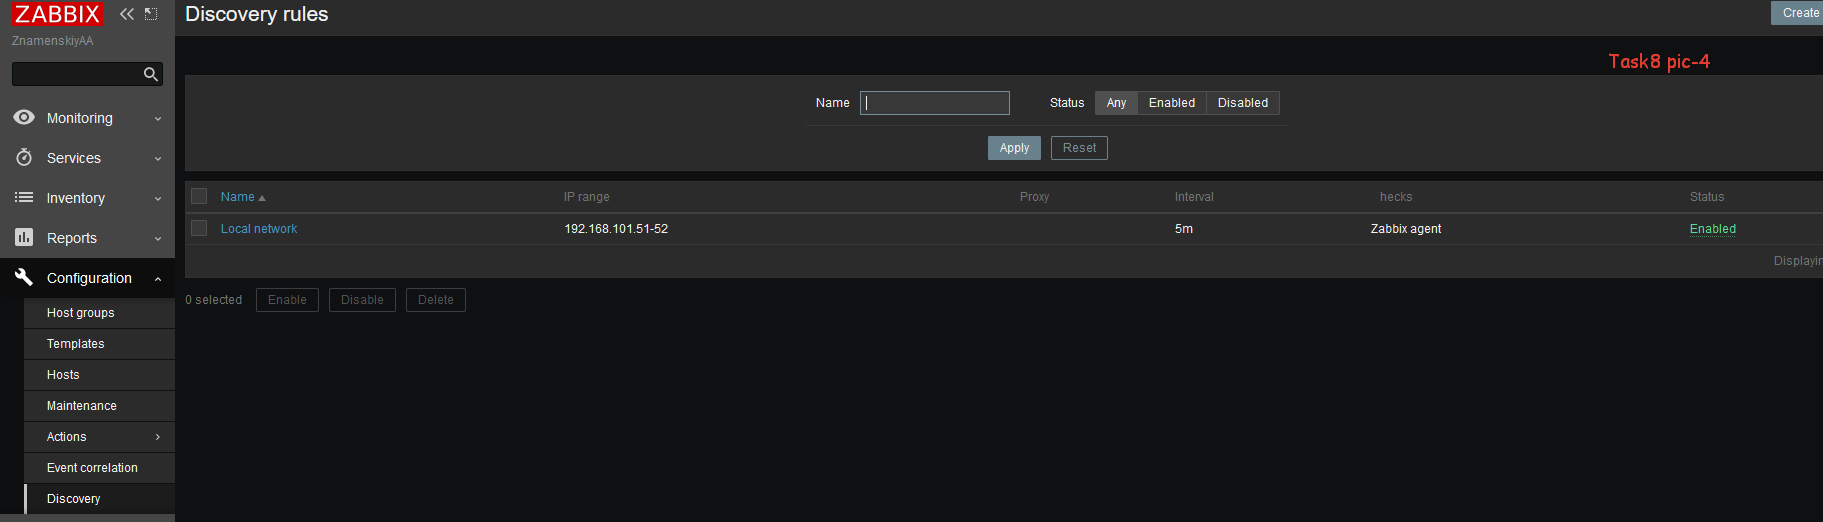 ZABBIX
ZnamenskiyAA
Monitoring
Services
Inventory
Reports
Configuration
Host groups
Templates
Hosts
Maintenance
Actions
Event correlation
Discovery
Discovery rules
Create
Task8 pic-4
Name Status Any Enabled Disabled
Apply Reset
Name IP range Proxy Interval hecks Status
Local network 192.168.101.51-52 5m Zabbix agent Enabled
Displayin
0 selected Enable Disable Delete